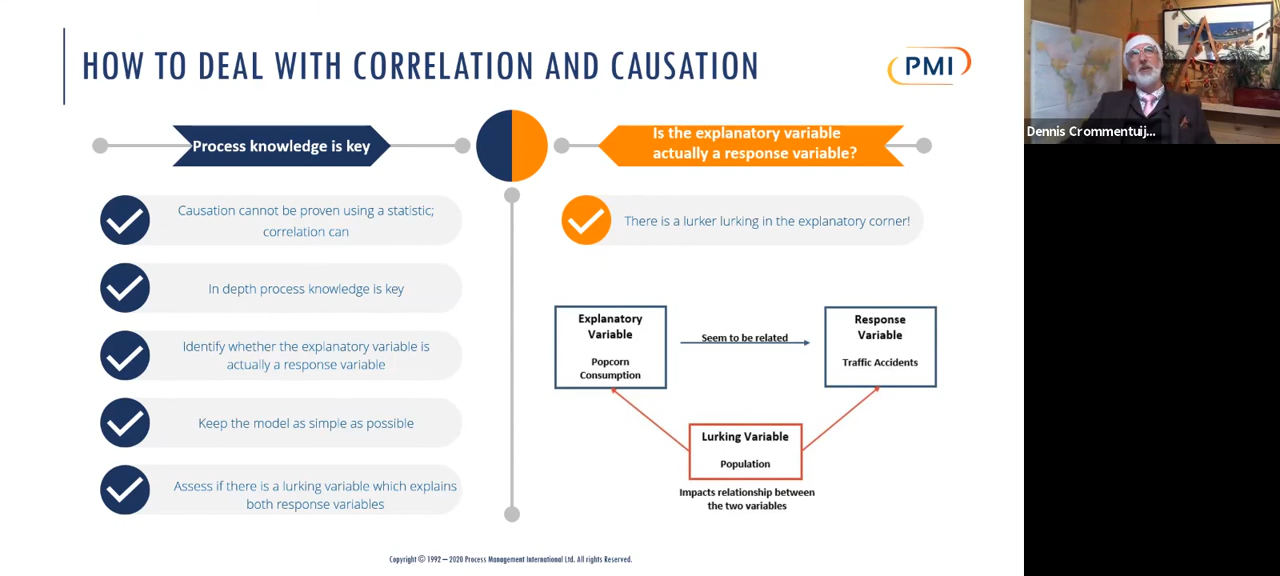 HOW TO DEAL WITH CORRELATION AND CAUSATION
PMI
Dennis Crommentuij...
Process knowledge is key
Causation cannot be proven using a statistic;
correlation can
In depth process knowledge is key
Identify whether the explanatory variable is
actually a response variable
Keep the model as simple as possible
Assess if there is a lurking variable which explains
both response variables
Is the explanatory variable
actually a response variable?
There is a lurker lurking in the explanatory corner!
Explanatory
Variable
Popcorn
Consumption
Seem to be related
Response
Variable
Traffic Accidents
Lurking Variable
Population
Impacts relationship between
the two variables
Copyright © 1992 – 2020 Process Management International Ltd. All rights Reserved.